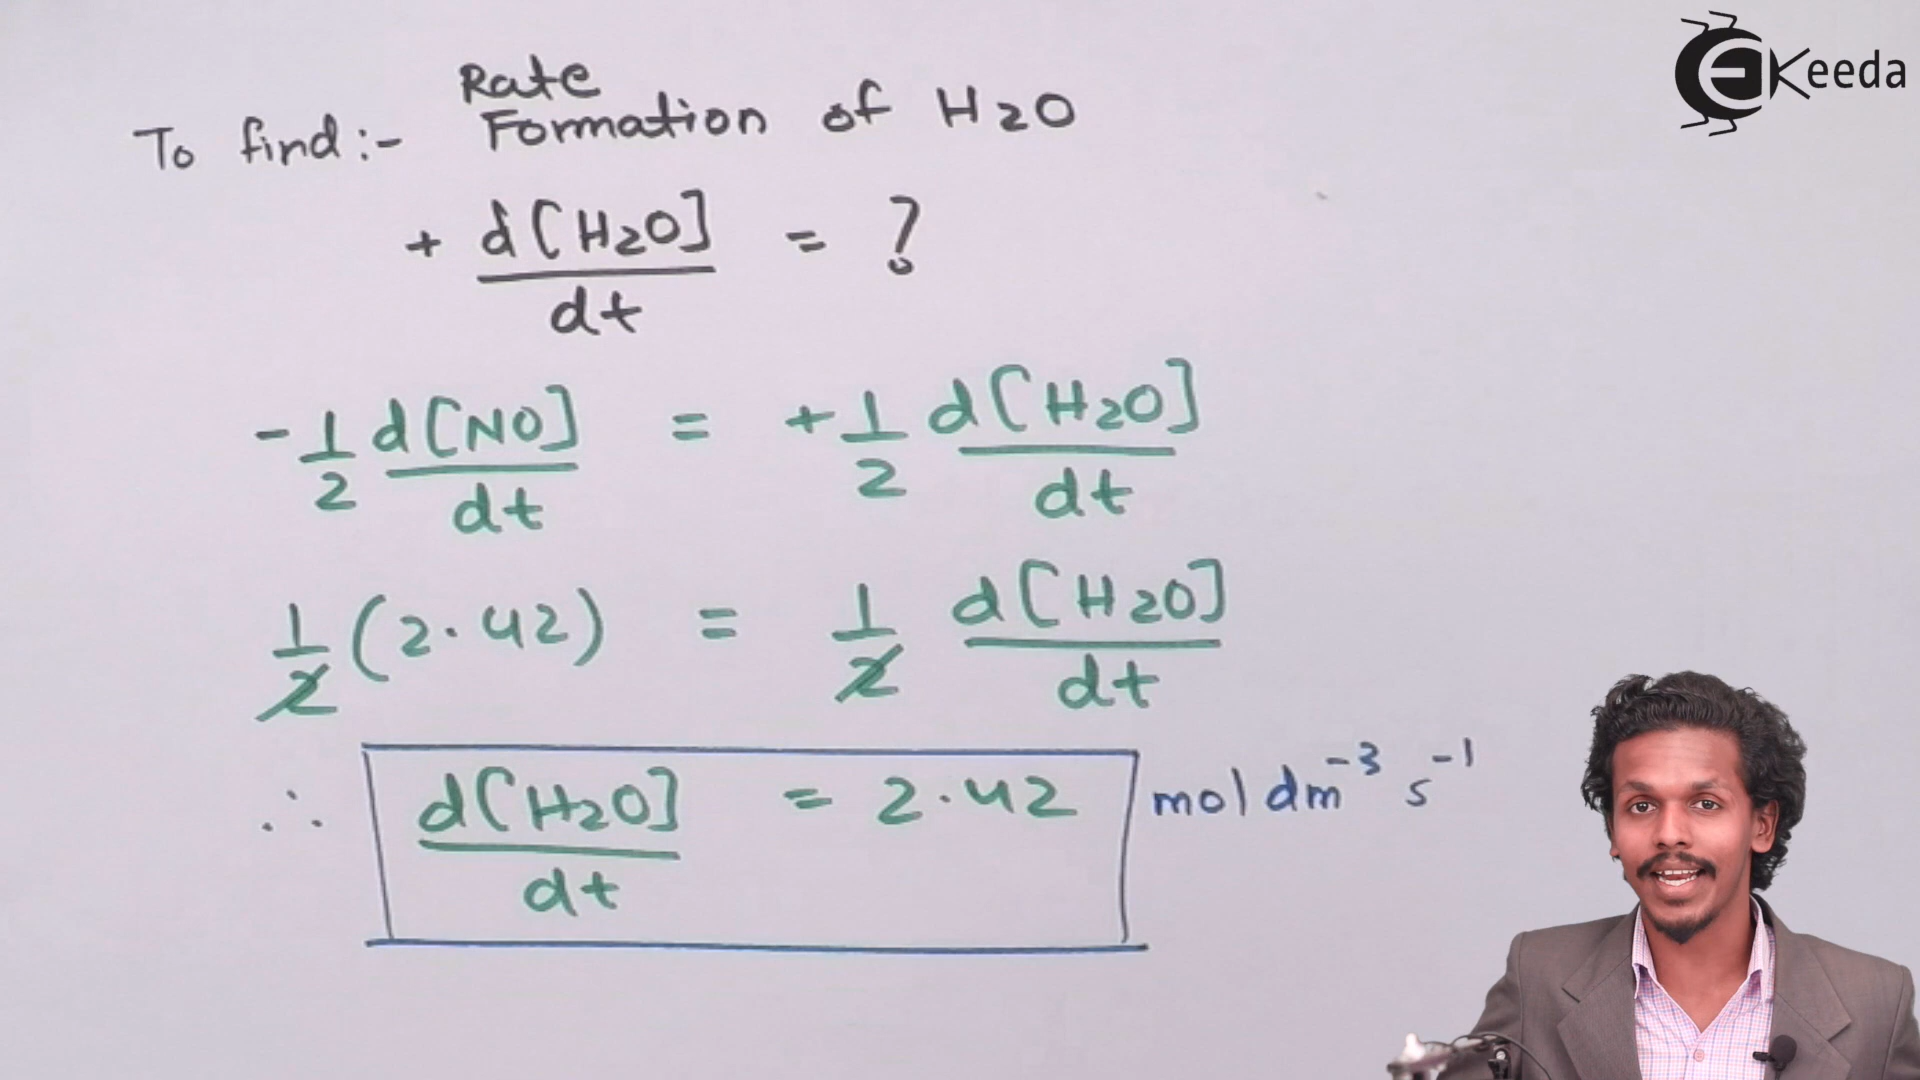 EKeeda
Rate
To find :- Formation of H2O
+ d[H2O] = ?
dt
- 1 d[NO] = + 1 d[H2O]
2 dt 2 dt
1 (2.42) = 1 d[H2O]
2 2 dt
∴ d[H2O] = 2.42 mol dm⁻³ s⁻¹
dt